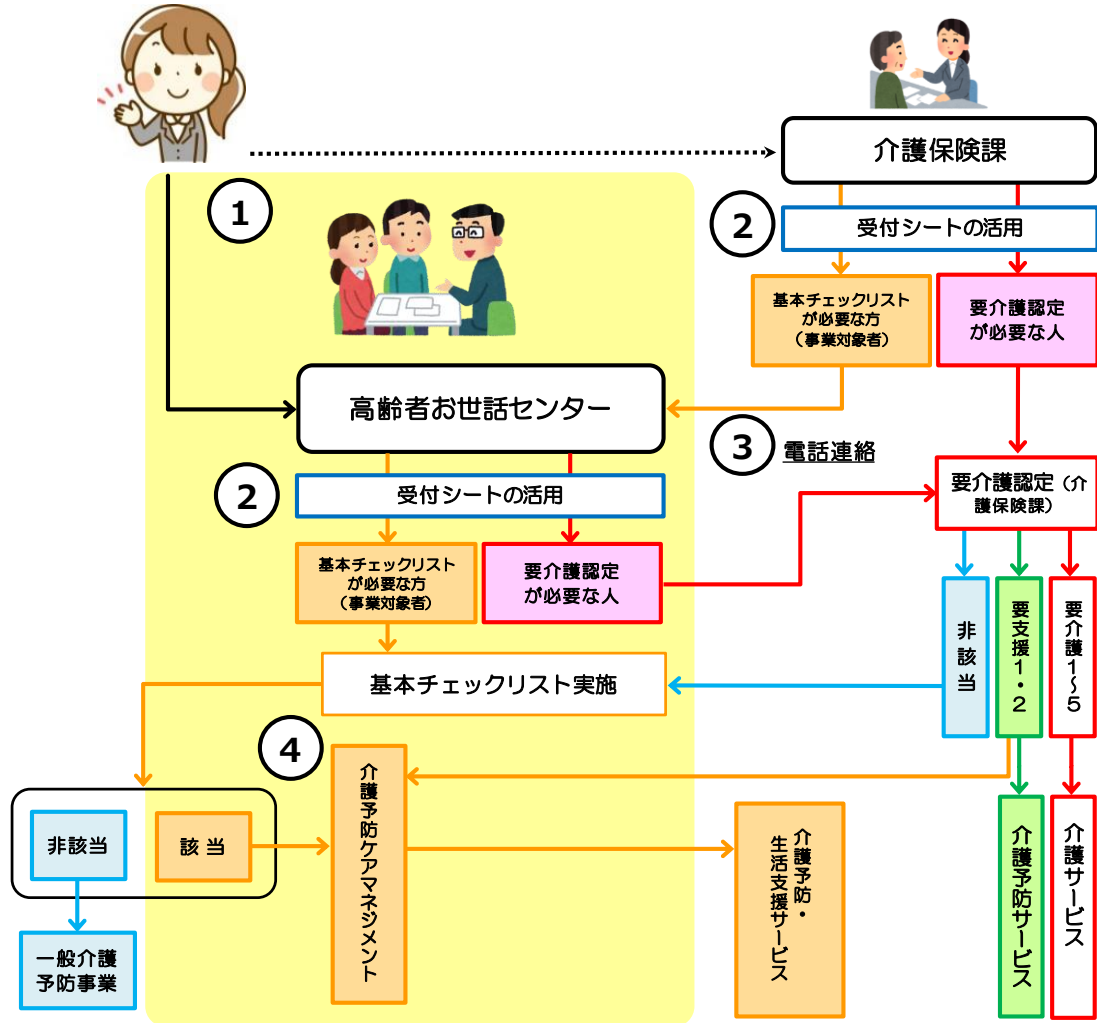 介護保険課
①
②
受付シートの活用
基本チェックリスト
が必要な方
（事業対象者）
要介護認定
が必要な人
高齢者お世話センター
③
電話連絡
②
受付シートの活用
要介護認定（介
護保険課）
基本チェックリスト
が必要な方
（事業対象者）
要介護認定
が必要な人
非該当
要支援１・２
要介護１～５
基本チェックリスト実施
④
介護予防ケアマネジメント
非該当
該 当
介護予防・
生活支援サービス
介護予防サービス
介護サービス
一般介護
予防事業